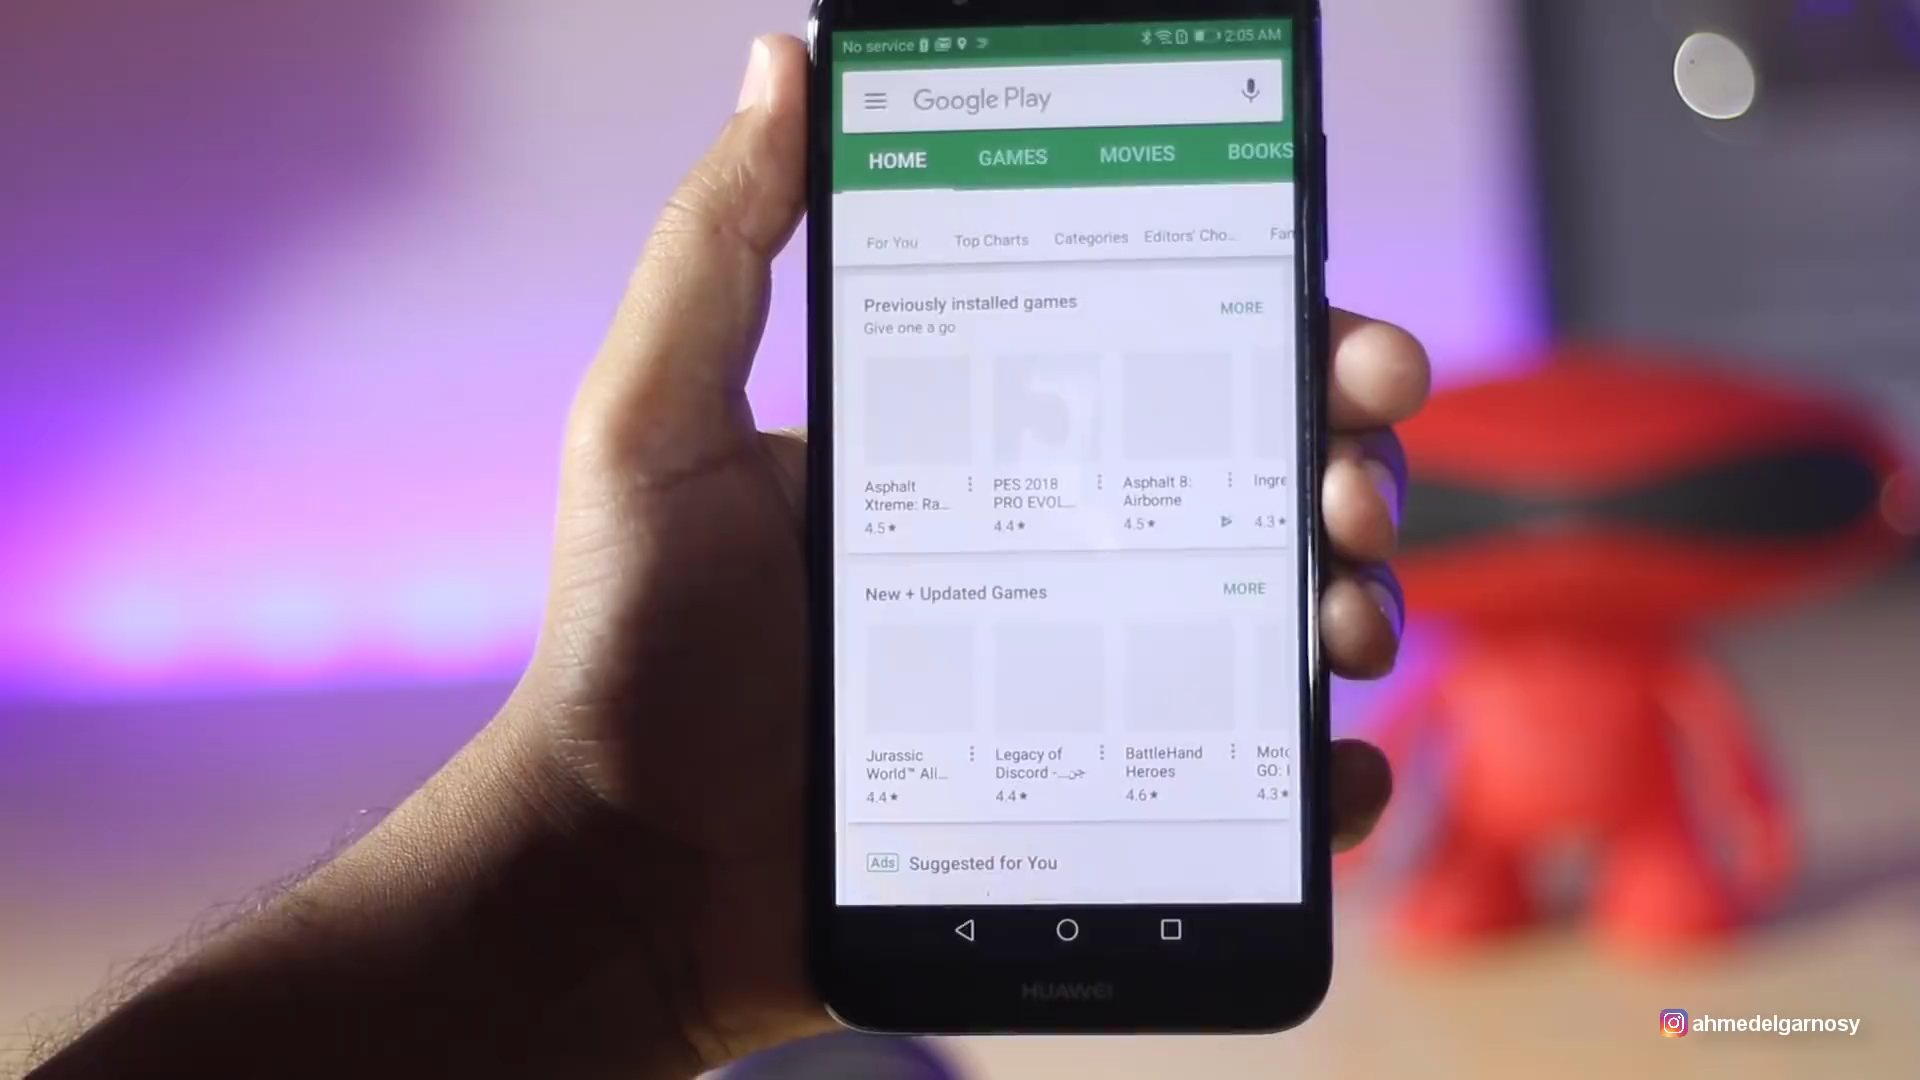 No service
2:05 AM
Google Play
HOME
GAMES
MOVIES
BOOKS
For You
Top Charts
Categories
Editors' Cho...
Fan
Previously installed games
MORE
Give one a go
Asphalt
Xtreme: Ra...
4.5★
PES 2018
PRO EVOL...
4.4★
Asphalt 8:
Airborne
4.5★
Ingre
4.3★
New + Updated Games
MORE
Jurassic
World™ Ali...
4.4★
Legacy of
Discord -...جن
4.4★
BattleHand
Heroes
4.6★
Moto
GO:
4.3★
Ads Suggested for You
HUAWEI
ahmedelgarnosy